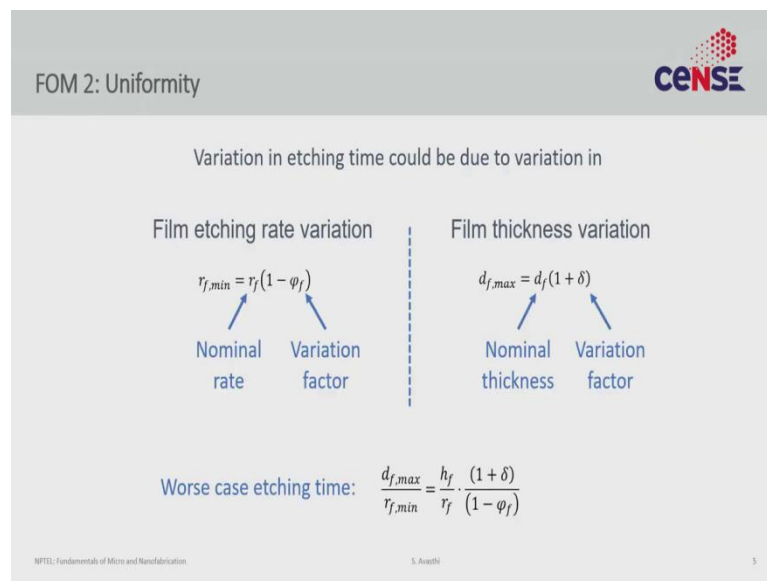 FOM 2: Uniformity
CeNSE
Variation in etching time could be due to variation in
Film etching rate variation
r_{f,min} = r_f(1 − φ_f)
Nominal rate
Variation factor
Film thickness variation
d_{f,max} = d_f(1 + δ)
Nominal thickness
Variation factor
Worse case etching time: \frac{d_{f,max}}{r_{f,min}} = \frac{h_f}{r_f} · \frac{(1 + δ)}{(1 − φ_f)}
NPTEL: Fundamentals of Micro and Nanofabrication
S. Avasthi
5